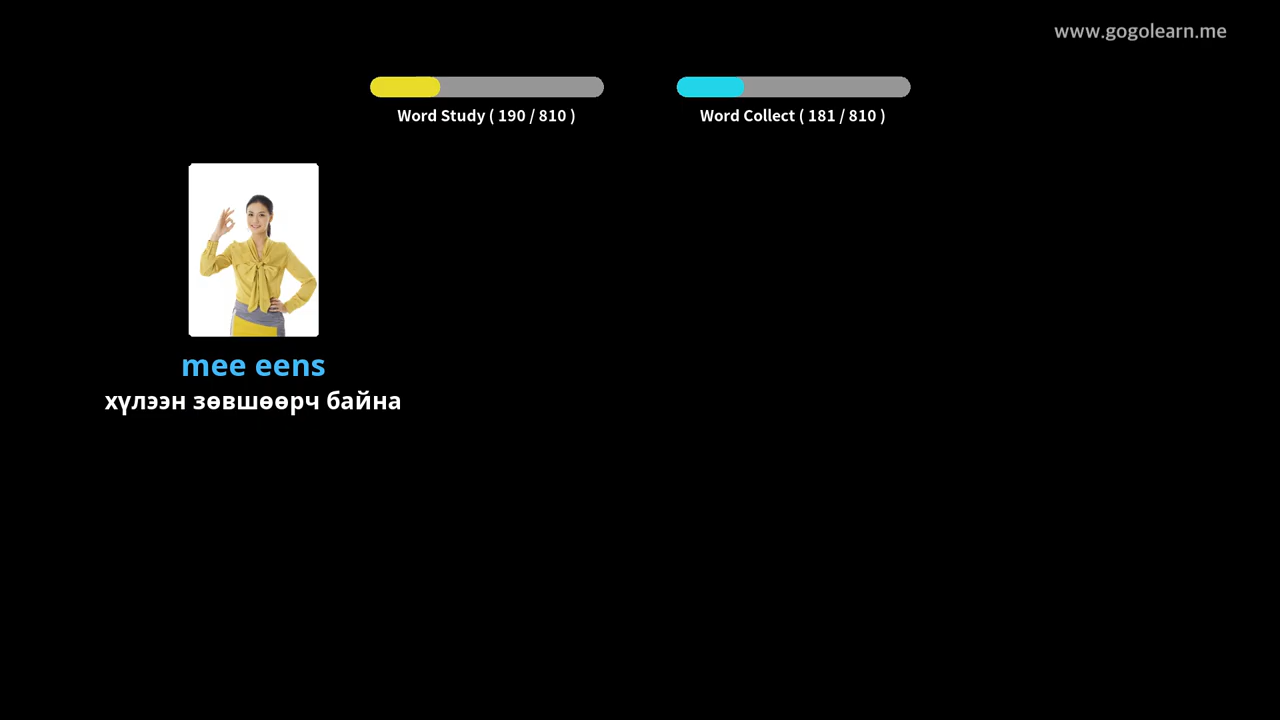 www.gogolearn.me
Word Study ( 190 / 810 )
Word Collect ( 181 / 810 )
mee eens
хүлээн зөвшөөрч байна